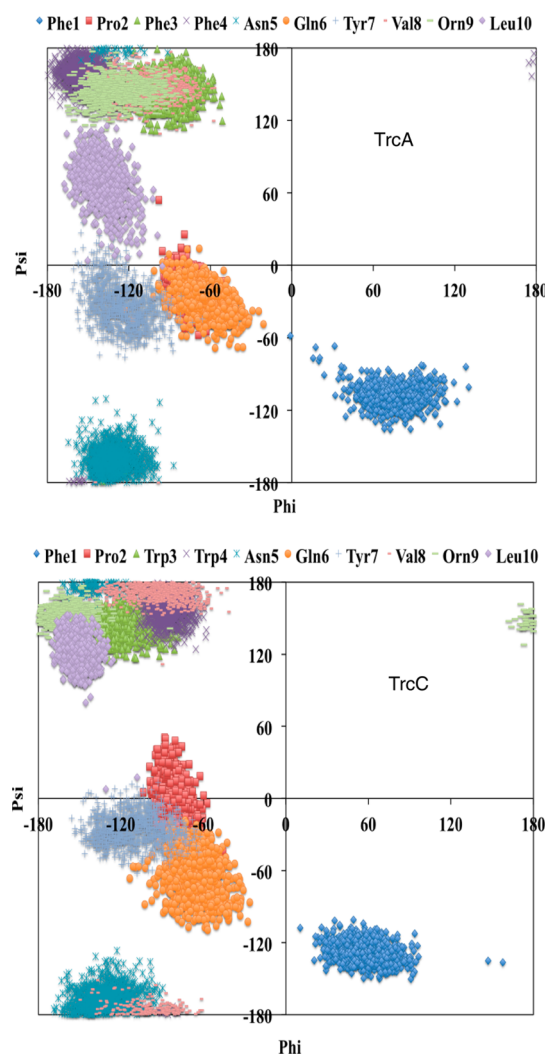 Phe1 Pro2 Phe3 Phe4 Asn5 Gln6 Tyr7 Val8 Orn9 Leu10
180
120
TrcA
60
Psi
0
-180 -120 -60 0 60 120 180
-60
-120
-180
Phi
Phe1 Pro2 Trp3 Trp4 Asn5 Gln6 Tyr7 Val8 Orn9 Leu10
180
120
TrcC
60
Psi
0
-180 -120 -60 0 60 120 180
-60
-120
-180
Phi